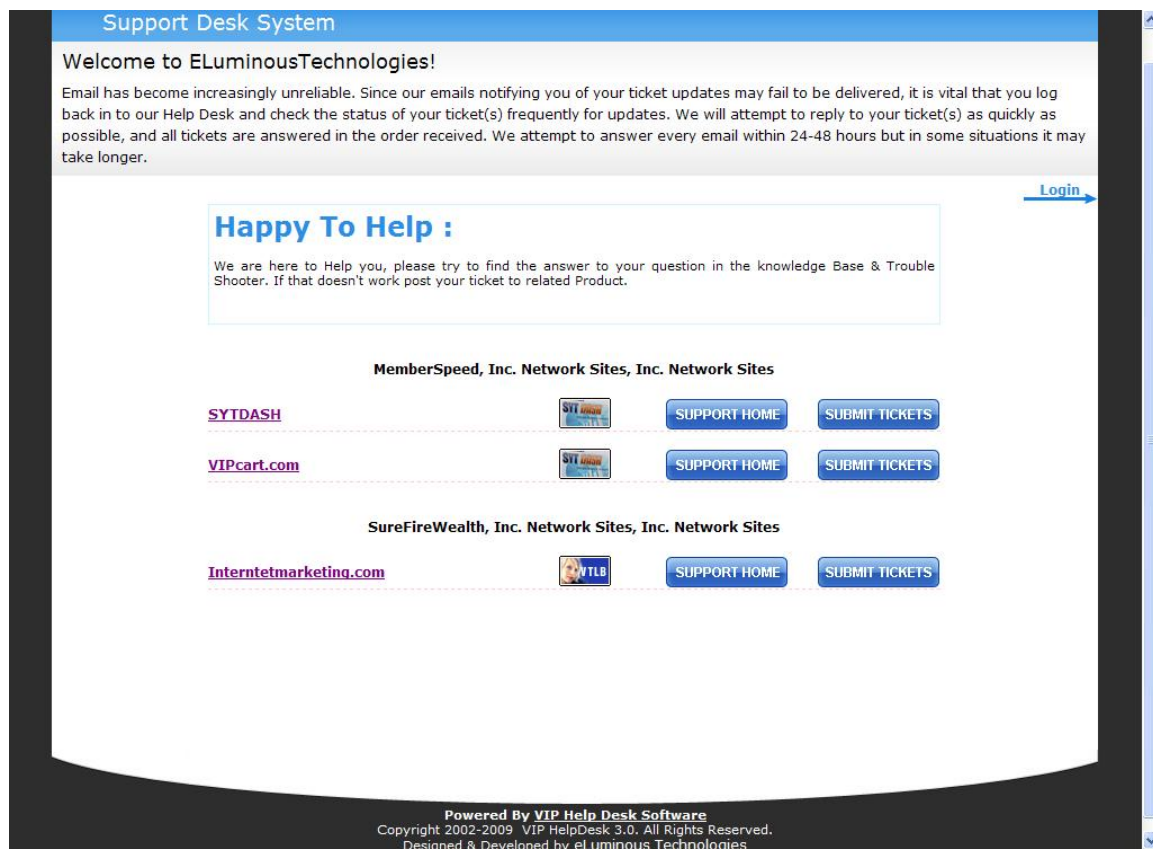 Support Desk System
Welcome to ELuminousTechnologies!
Email has become increasingly unreliable. Since our emails notifying you of your ticket updates may fail to be delivered, it is vital that you log
back in to our Help Desk and check the status of your ticket(s) frequently for updates. We will attempt to reply to your ticket(s) as quickly as
possible, and all tickets are answered in the order received. We attempt to answer every email within 24-48 hours but in some situations it may
take longer.
Login
Happy To Help :
We are here to Help you, please try to find the answer to your question in the knowledge Base & Trouble
Shooter. If that doesn't work post your ticket to related Product.
MemberSpeed, Inc. Network Sites, Inc. Network Sites
SYTDASH SYT DASH SUPPORT HOME SUBMIT TICKETS
VIPcart.com SYT DASH SUPPORT HOME SUBMIT TICKETS
SureFireWealth, Inc. Network Sites, Inc. Network Sites
Interntetmarketing.com VTLB SUPPORT HOME SUBMIT TICKETS
Powered By VIP Help Desk Software
Copyright 2002-2009 VIP HelpDesk 3.0. All Rights Reserved.
Designed & Developed by eLuminous Technologies